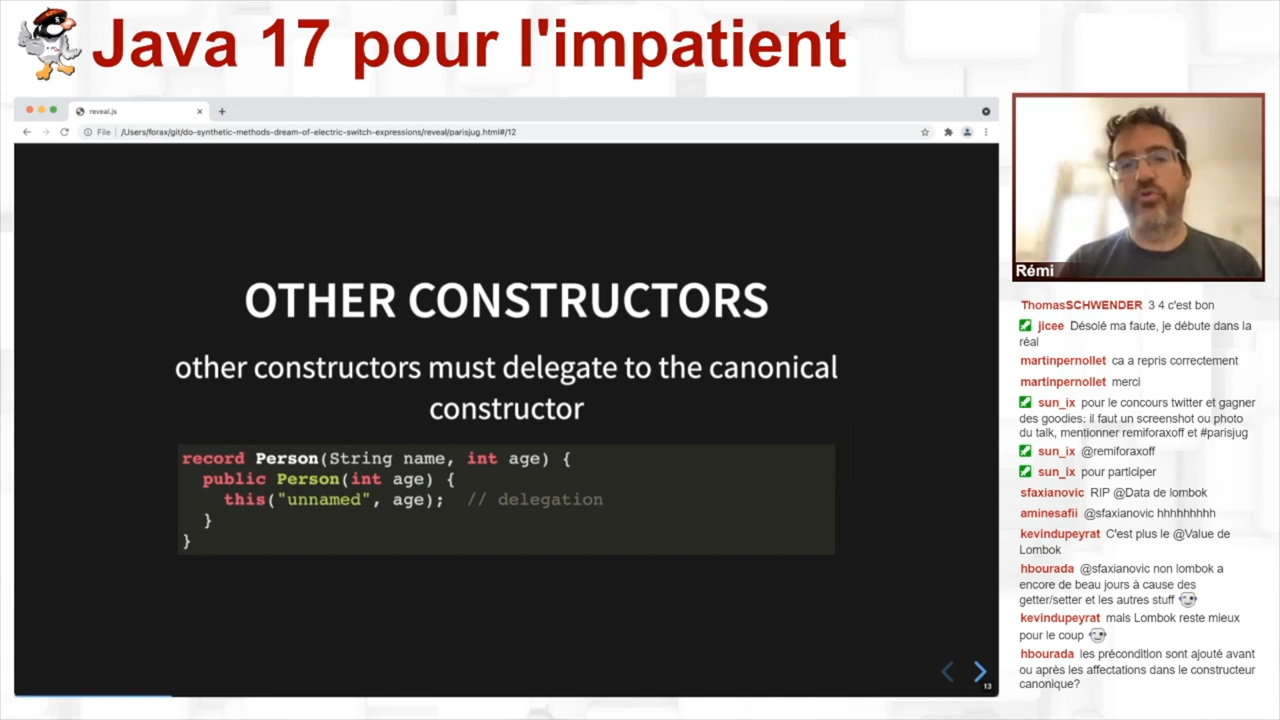 Java 17 pour l'impatient
reveal.js
File
/Users/forax/git/do-synthetic-methods-dream-of-electric-switch-expressions/reveal/parisjug.html#/12
OTHER CONSTRUCTORS
other constructors must delegate to the canonical
constructor
record Person(String name, int age) {
public Person(int age) {
this("unnamed", age);  // delegation
}
}
13
Rémi
ThomasSCHWENDER 3 4 c'est bon
jicee Désolé ma faute, je débute dans la
réal
martinpernollet ca a repris correctement
martinpernollet merci
sun_ix pour le concours twitter et gagner
des goodies: il faut un screenshot ou photo
du talk, mentionner remiforaxoff et #parisjug
sun_ix @remiforaxoff
sun_ix pour participer
sfaxianovic RIP @Data de lombok
aminesafii @sfaxianovic hhhhhhhhh
kevindupeyrat C'est plus le @Value de
Lombok
hbourada @sfaxianovic non lombok a
encore de beau jours à cause des
getter/setter et les autres stuff
kevindupeyrat mais Lombok reste mieux
pour le coup
hbourada les précondition sont ajouté avant
ou après les affectations dans le constructeur
canonique?